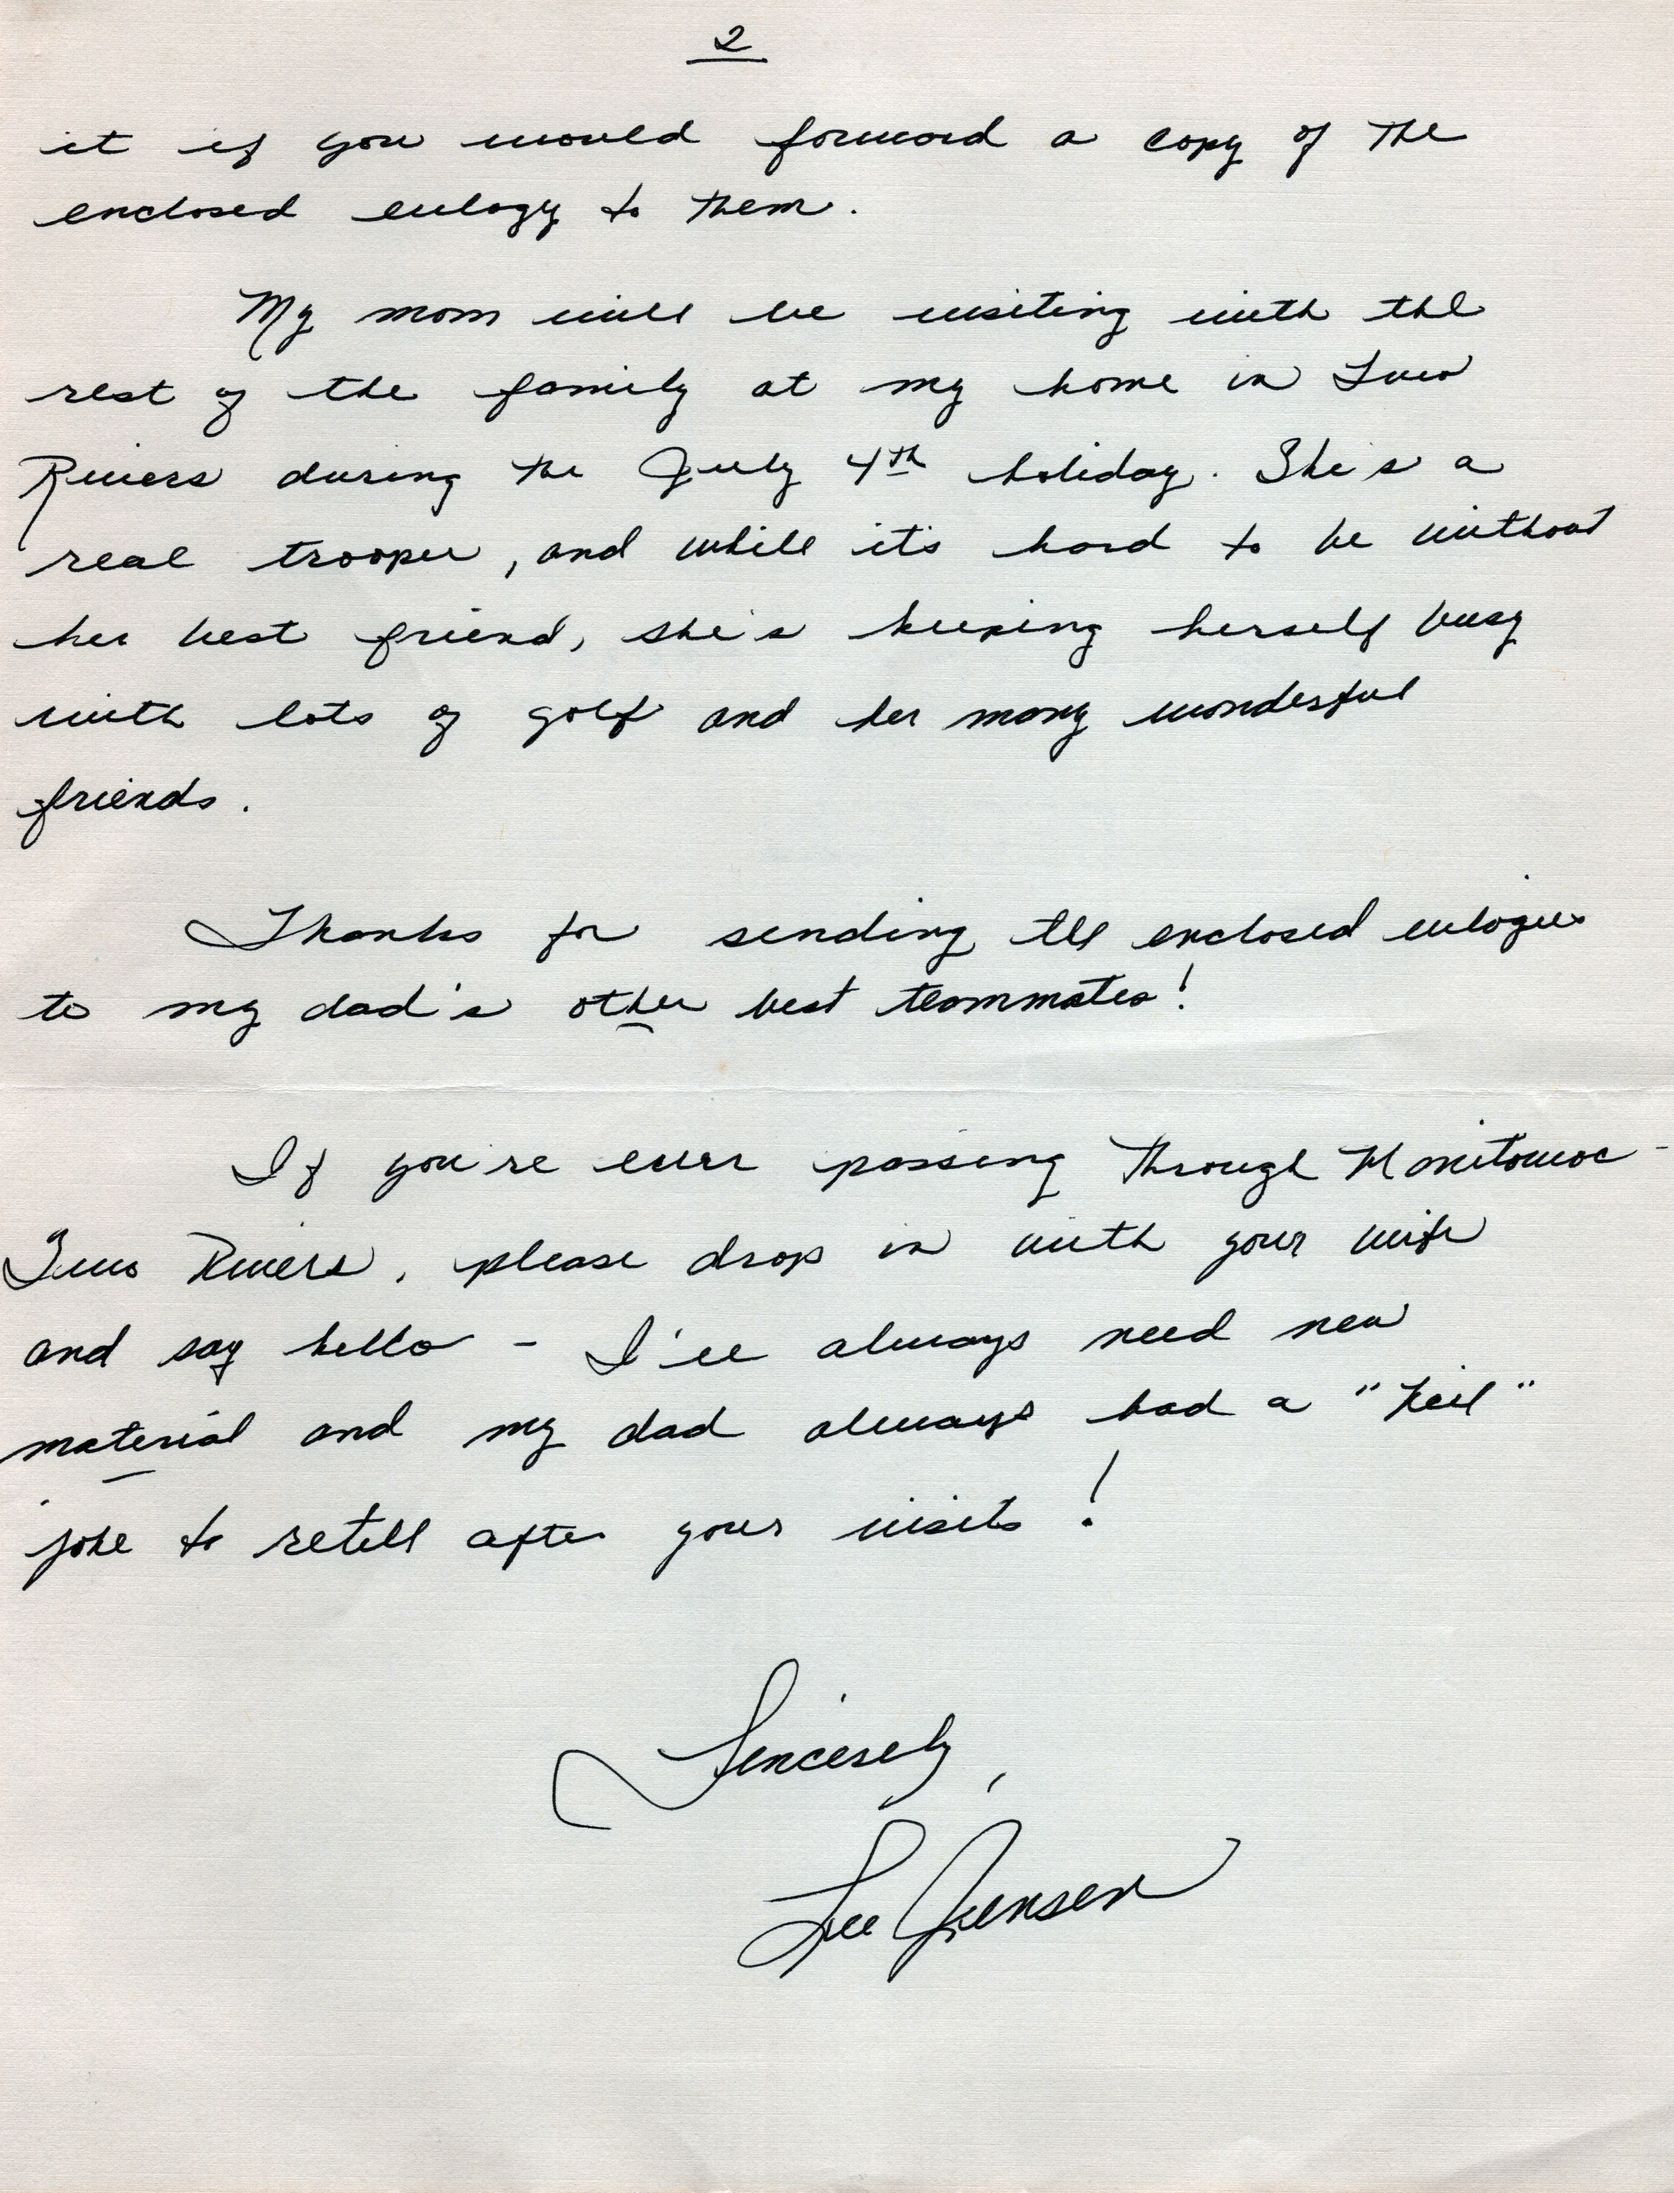 2
it if you would forward a copy of the
enclosed eulogy to them.
My mom will be visiting with the
rest of the family at my home in Two
Rivers during the July 4th holiday. She's a
real trooper, and while it's hard to be without
her best friend, she's keeping herself busy
with lots of golf and her many wonderful
friends.
Thanks for sending the enclosed eulogies
to my dad's other best teammates!
If you're ever passing through Manitowoc -
Two Rivers, please drop in with your wife
and say hello - I'll always need new
material and my dad always had a "Keil"
joke to retell after your visits!
Sincerely,
Lee Juensen